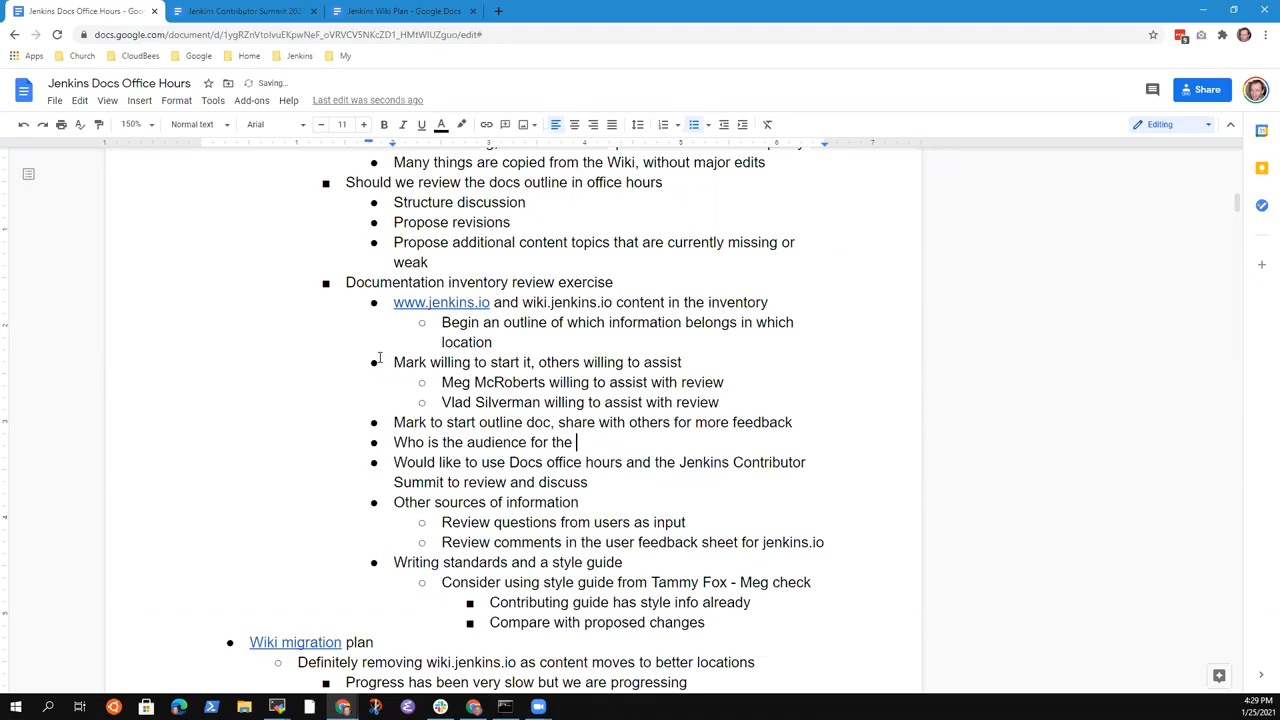 Jenkins Docs Office Hours - Goo
Jenkins Contributor Summit 202
Jenkins Wiki Plan - Google Docs
docs.google.com/document/d/1ygRZnVtoIvuEKpwNeF_oVRVCV5NKcZD1_HMtWIUZguo/edit#
Apps
Church
CloudBees
Google
Home
Jenkins
My
Jenkins Docs Office Hours
Saving...
File Edit View Insert Format Tools Add-ons Help
Last edit was seconds ago
Share
150%
Normal text
Arial
11
Editing
Many things are copied from the Wiki, without major edits
Should we review the docs outline in office hours
Structure discussion
Propose revisions
Propose additional content topics that are currently missing or
weak
Documentation inventory review exercise
www.jenkins.io and wiki.jenkins.io content in the inventory
Begin an outline of which information belongs in which
location
Mark willing to start it, others willing to assist
Meg McRoberts willing to assist with review
Vlad Silverman willing to assist with review
Mark to start outline doc, share with others for more feedback
Who is the audience for the
Would like to use Docs office hours and the Jenkins Contributor
Summit to review and discuss
Other sources of information
Review questions from users as input
Review comments in the user feedback sheet for jenkins.io
Writing standards and a style guide
Consider using style guide from Tammy Fox - Meg check
Contributing guide has style info already
Compare with proposed changes
Wiki migration plan
Definitely removing wiki.jenkins.io as content moves to better locations
Progress has been very slow but we are progressing
4:29 PM
1/25/2021